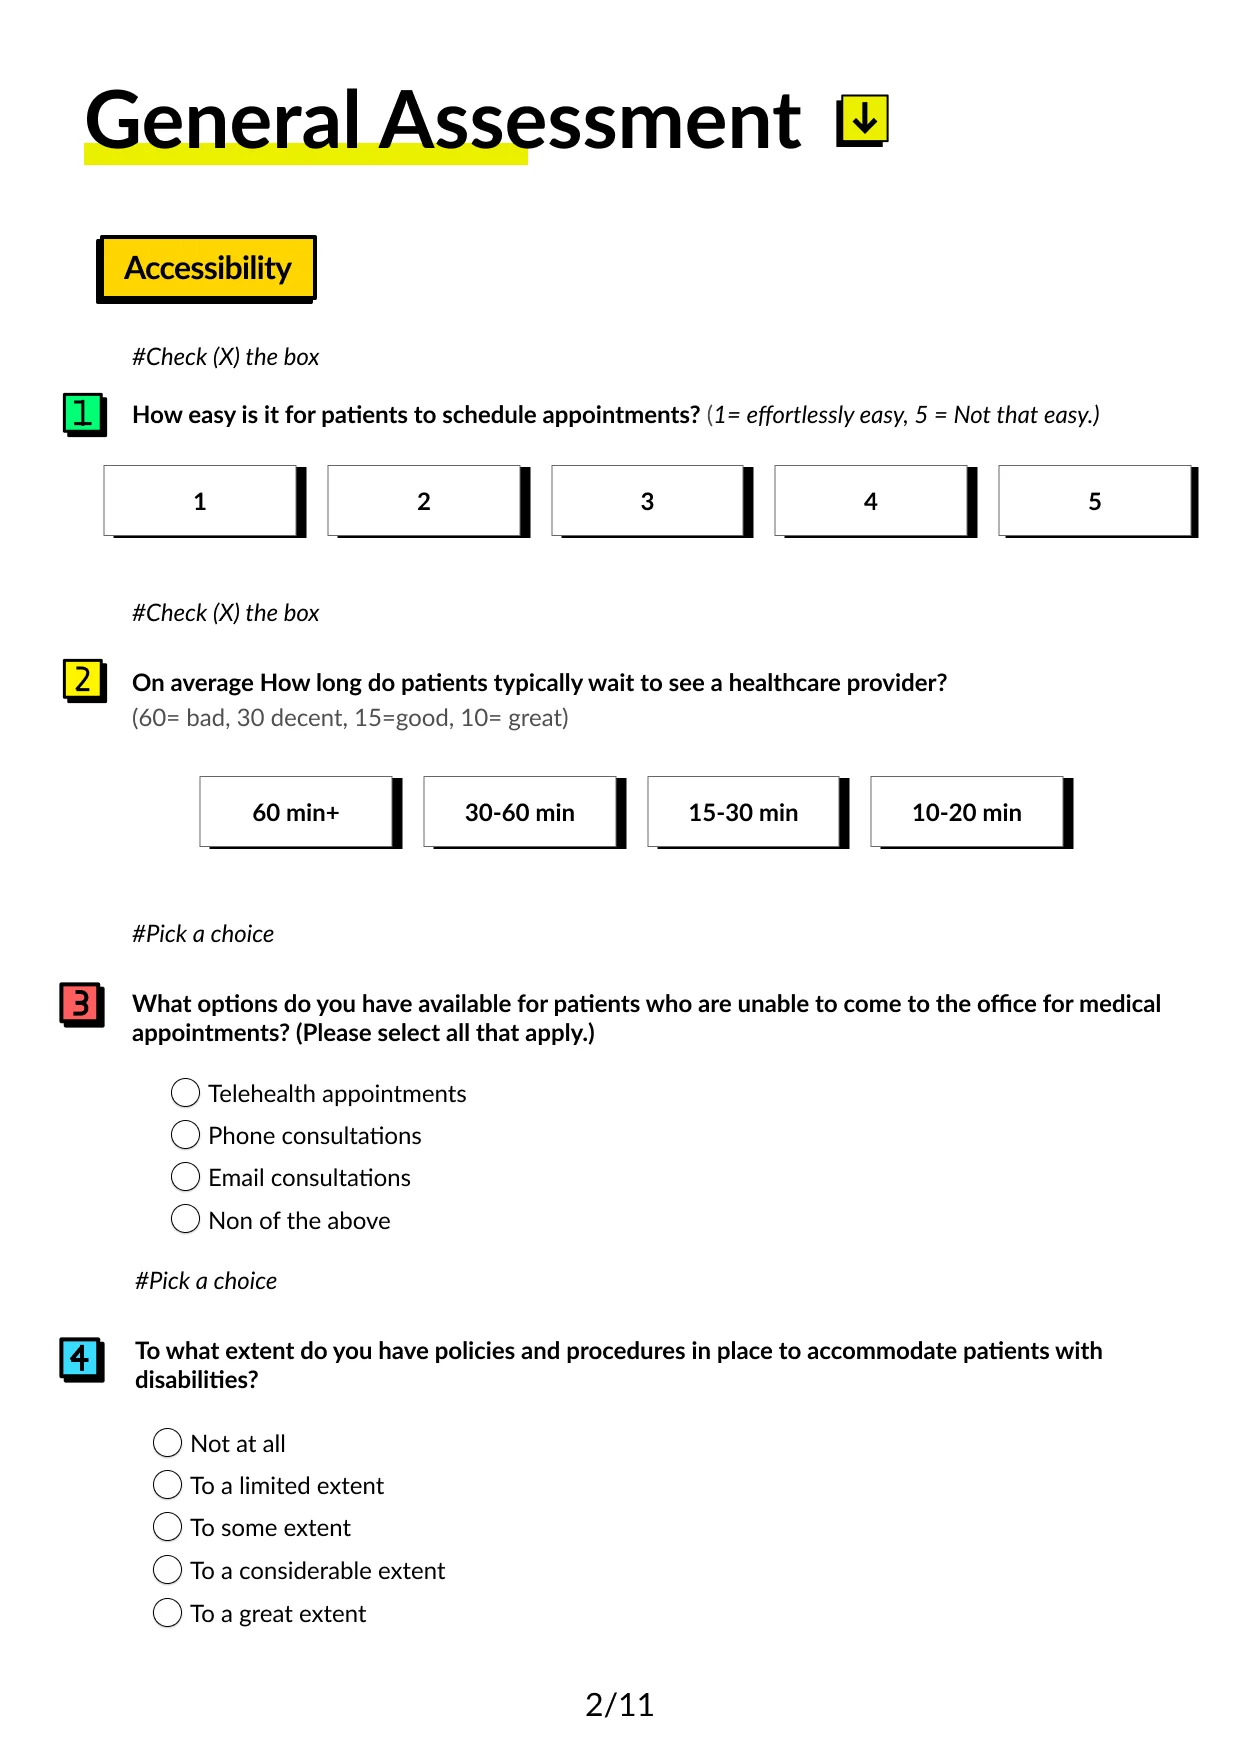 General Assessment
Accessibility
#Check (X) the box
1 How easy is it for patients to schedule appointments? (1= effortlessly easy, 5 = Not that easy.)
1 2 3 4 5
#Check (X) the box
2 On average How long do patients typically wait to see a healthcare provider?
(60= bad, 30 decent, 15=good, 10= great)
60 min+ 30-60 min 15-30 min 10-20 min
#Pick a choice
3 What options do you have available for patients who are unable to come to the office for medical
appointments? (Please select all that apply.)
Telehealth appointments
Phone consultations
Email consultations
Non of the above
#Pick a choice
4 To what extent do you have policies and procedures in place to accommodate patients with
disabilities?
Not at all
To a limited extent
To some extent
To a considerable extent
To a great extent
2/11